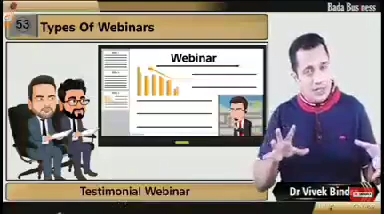 Bada Business
53
Types Of Webinars
Webinar
Dr Vivek Bind
Testimonial Webinar